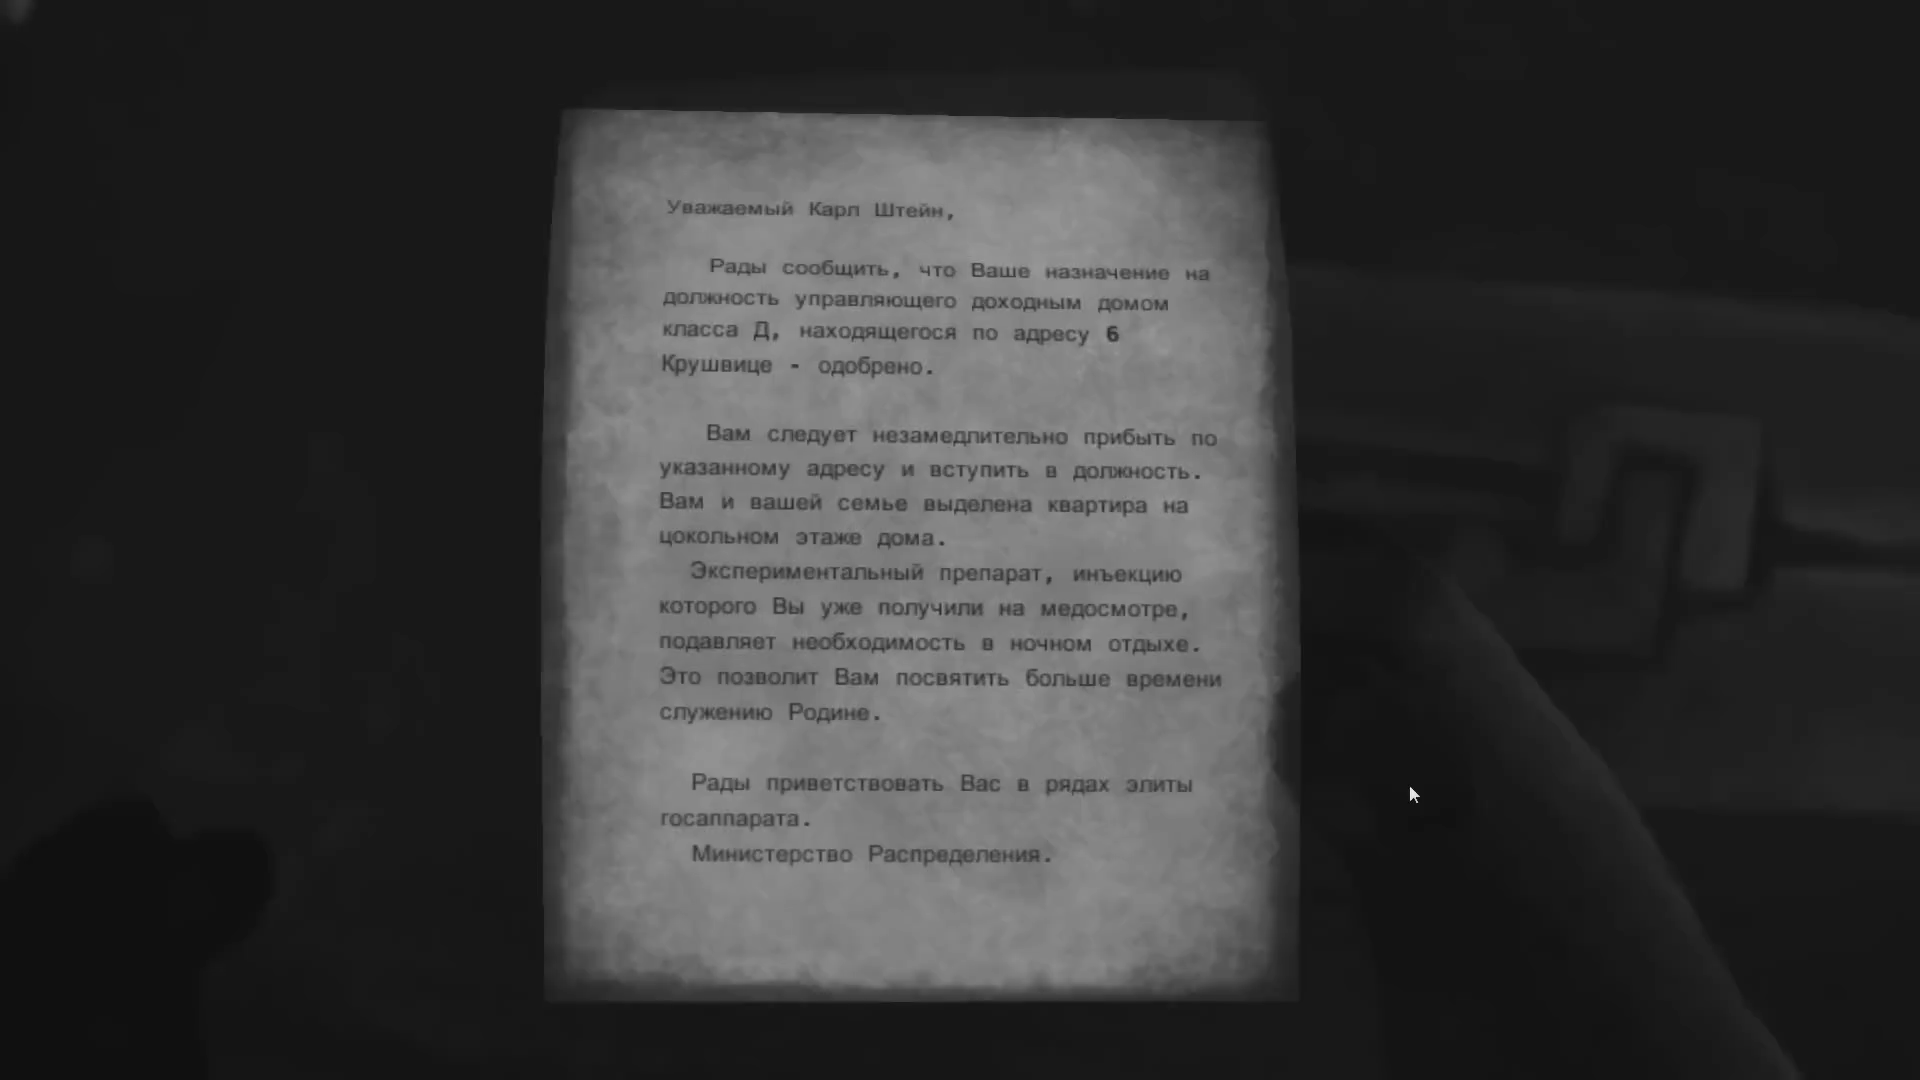 Уважаемый Карл Штейн,
Рады сообщить, что Ваше назначение на
должность управляющего доходным домом
класса Д, находящегося по адресу 6
Крушвице - одобрено.
Вам следует незамедлительно прибыть по
указанному адресу и вступить в должность.
Вам и вашей семье выделена квартира на
цокольном этаже дома.
Экспериментальный препарат, инъекцию
которого Вы уже получили на медосмотре,
подавляет необходимость в ночном отдыхе.
Это позволит Вам посвятить больше времени
служению Родине.
Рады приветствовать Вас в рядах элиты
госаппарата.
Министерство Распределения.